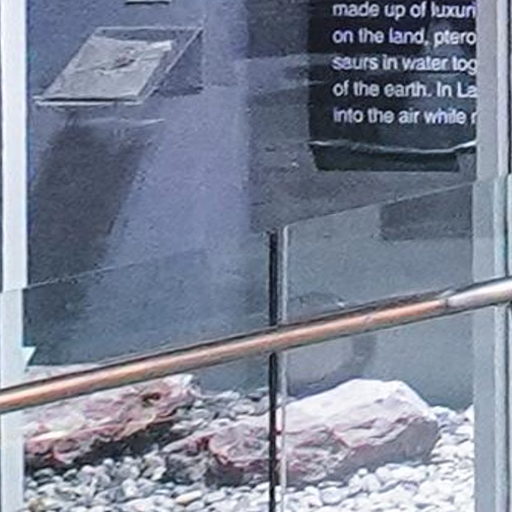 made up of luxuri
on the land, ptero
saurs in water tog
of the earth. In La
into the air while